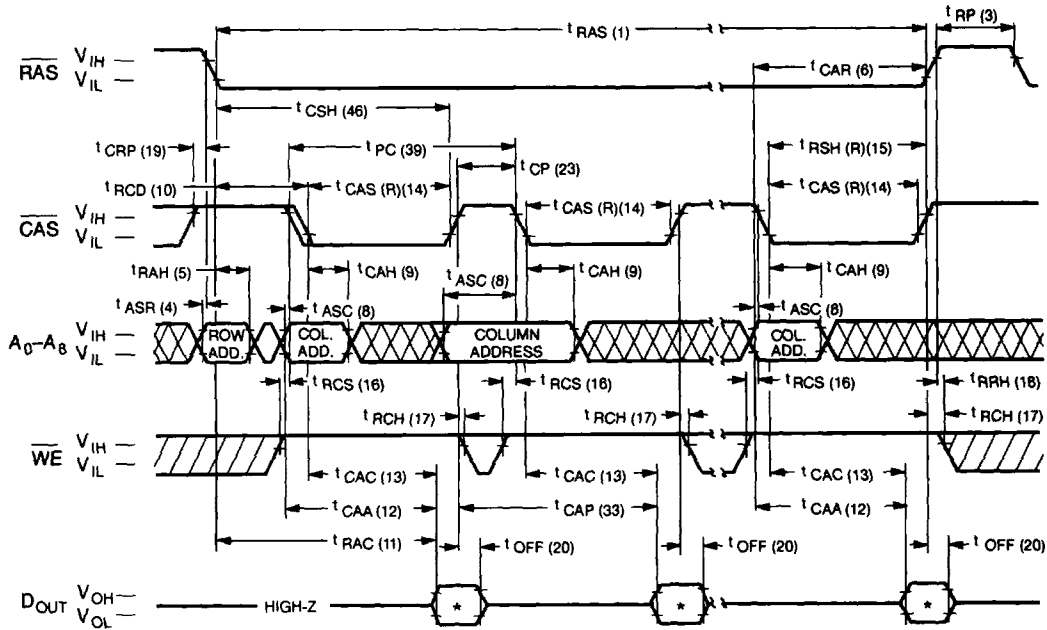 t RAS (1)
t RP (3)
RAS
V IH
V IL
t CAR (6)
t CSH (46)
t CRP (19)
t PC (39)
t RSH (R)(15)
t CP (23)
t RCD (10)
t CAS (R)(14)
t CAS (R)(14)
t CAS (R)(14)
CAS
V IH
V IL
t RAH (5)
t CAH (9)
t ASC (8)
t CAH (9)
t CAH (9)
t ASR (4)
t ASC (8)
t ASC (8)
A0–A8
V IH
V IL
ROW ADD.
COL. ADD.
COLUMN ADDRESS
COL. ADD.
t RCS (16)
t RCS (16)
t RCS (16)
t RRH (18)
t RCH (17)
t RCH (17)
t RCH (17)
WE
V IH
V IL
t CAC (13)
t CAC (13)
t CAC (13)
t CAA (12)
t CAP (33)
t CAA (12)
t RAC (11)
t OFF (20)
t OFF (20)
t OFF (20)
DOUT
V OH
V OL
HIGH-Z
*
*
*